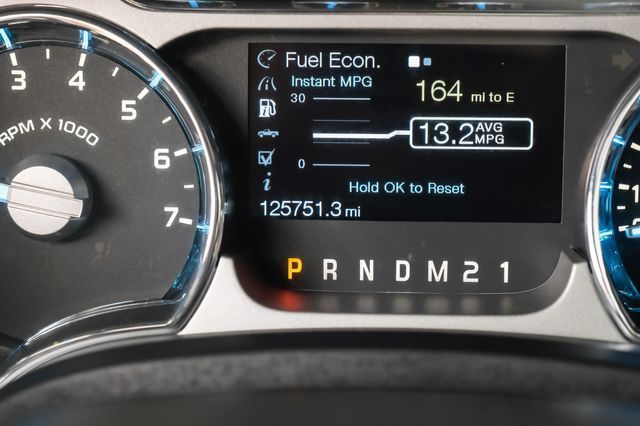 3 4 5 6 7
RPM X 1000
Fuel Econ.
Instant MPG
30
0
164 mi to E
13.2 AVG MPG
Hold OK to Reset
125751.3 mi
P R N D M 2 1